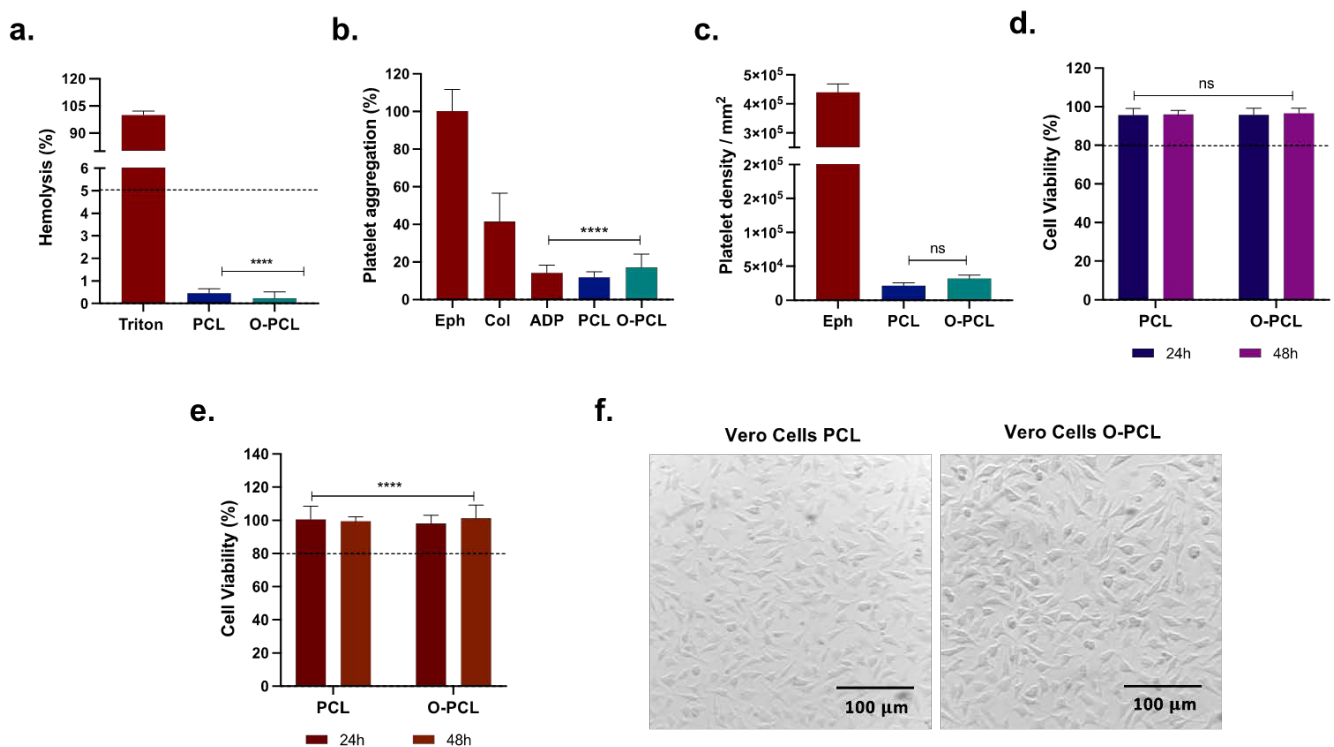 a.
Hemolysis (%)
120
105
90
6
5
4
3
2
1
0
****
Triton PCL O-PCL
b.
Platelet aggregation (%)
120
100
80
60
40
20
0
****
Eph Col ADP PCL O-PCL
c.
Platelet density / mm²
4×10⁵
4×10⁵
3×10⁵
3×10⁵
2×10⁵
2×10⁵
1×10⁵
5×10⁴
0
ns
Eph PCL O-PCL
d.
Cell Viability (%)
120
100
80
60
40
20
0
ns
PCL O-PCL
24h 48h
e.
Cell Viability (%)
140
120
100
80
60
40
20
0
****
PCL O-PCL
24h 48h
f.
Vero Cells PCL
100 µm
Vero Cells O-PCL
100 µm